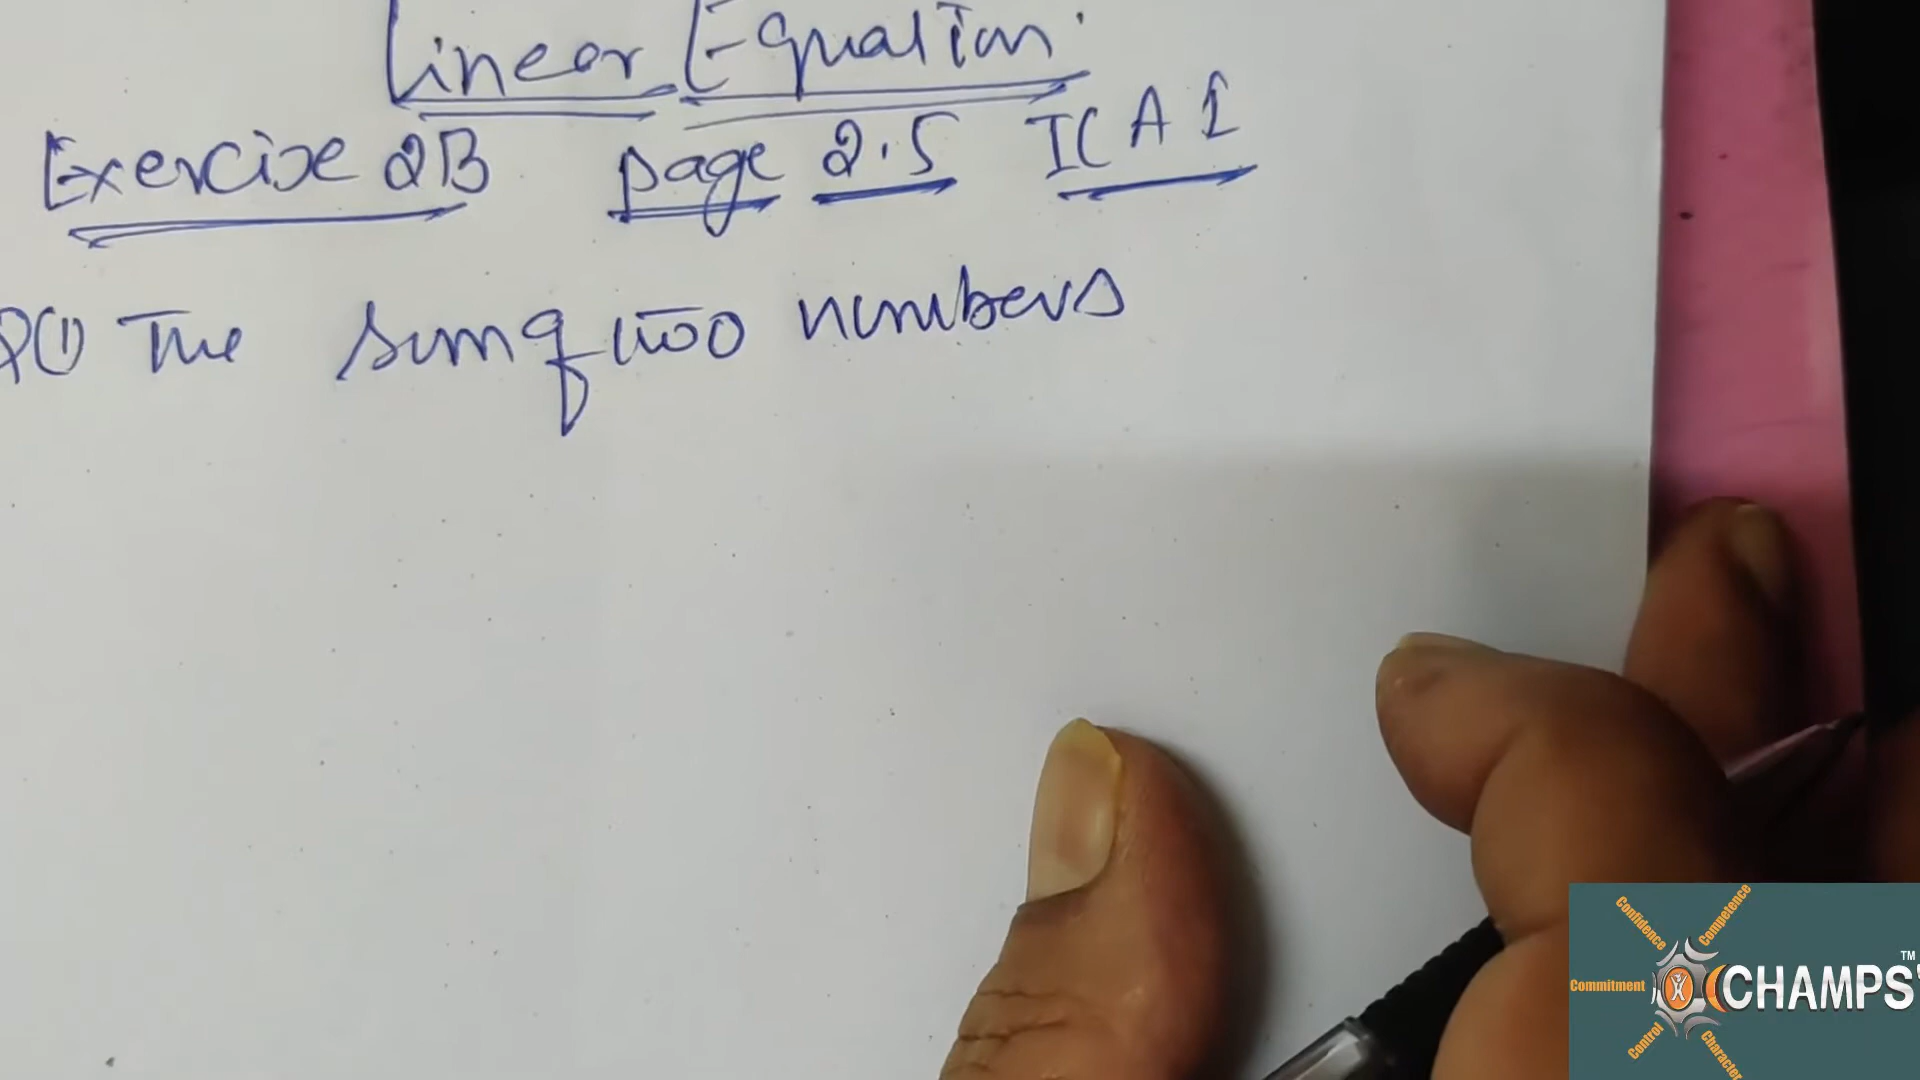 Linear Equation
Exercise 2B page 2.5 ICAI
Q(1) The sum of two numbers
Confidence
Competence
Commitment
CHAMPS
TM
Control
Character